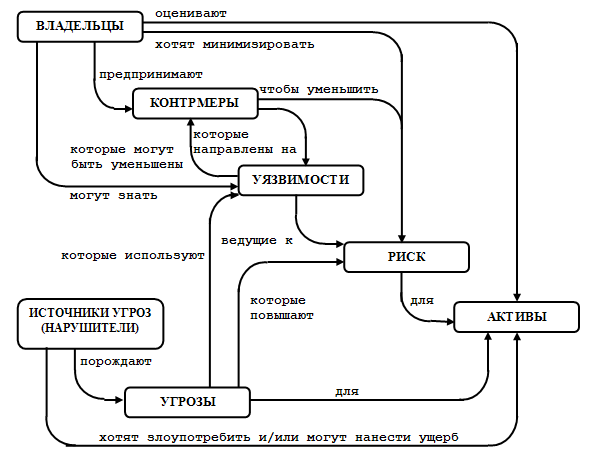 оценивают
ВЛАДЕЛЬЦЫ
хотят минимизировать
предпринимают
чтобы уменьшить
КОНТРМЕРЫ
которые
направлены на
которые могут
быть уменьшены
УЯЗВИМОСТИ
могут знать
ведущие к
которые используют
РИСК
которые
повышают
для
ИСТОЧНИКИ УГРОЗ
(НАРУШИТЕЛИ)
АКТИВЫ
порождают
для
УГРОЗЫ
хотят злоупотребить и/или могут нанести ущерб